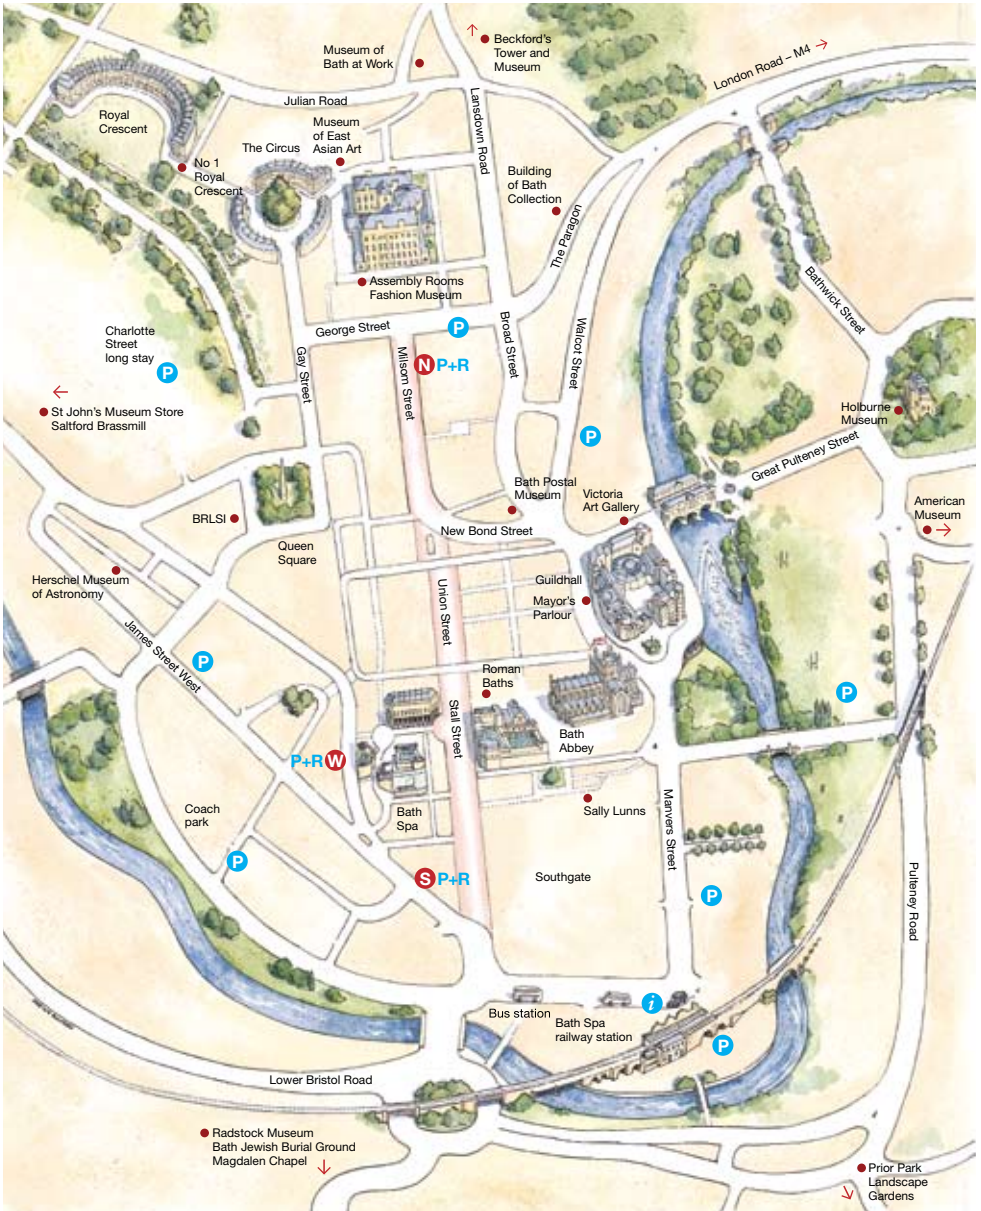 Beckford's
Tower and
Museum
Museum of
Bath at Work
London Road – M4
Royal
Crescent
Julian Road
Lansdown Road
Museum
of East
Asian Art
The Circus
No 1
Royal
Crescent
Building
of Bath
Collection
The Paragon
Bathwick Street
Assembly Rooms
Fashion Museum
George Street
P
Broad Street
Walcot Street
Charlotte
Street
long stay
P
Gay Street
Milsom Street
N P+R
St John's Museum Store
Saltford Brassmill
Holburne
Museum
P
Great Pulteney Street
Bath Postal
Museum
Victoria
Art Gallery
American
Museum
BRLSI
New Bond Street
Queen
Square
Herschel Museum
of Astronomy
Guildhall
Mayor's
Parlour
Union Street
James Street West
P
Roman
Baths
P
Stall Street
Bath
Abbey
P+R W
Coach
park
Bath
Spa
Sally Lunns
Manvers Street
P
S P+R
Southgate
P
Pulteney Road
i
Bus station
Bath Spa
railway station
P
Lower Bristol Road
Radstock Museum
Bath Jewish Burial Ground
Magdalen Chapel
Prior Park
Landscape
Gardens